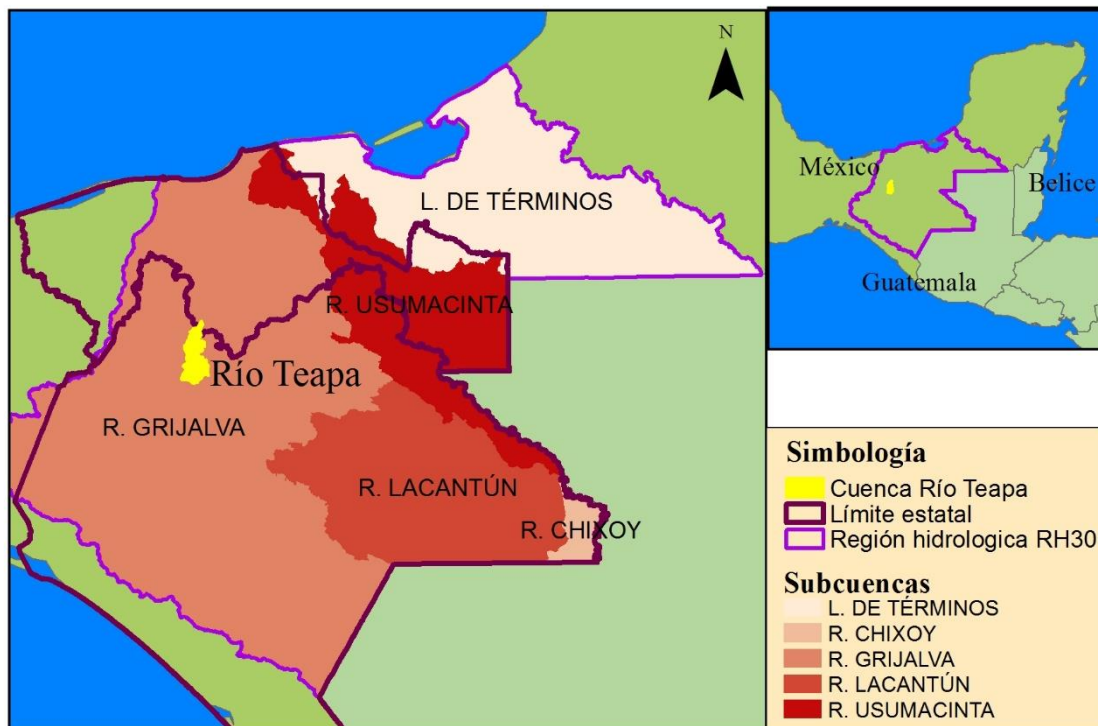 N
L. DE TÉRMINOS
R. USUMACINTA
Río Teapa
R. GRIJALVA
R. LACANTÚN
R. CHIXOY
México
Belice
Guatemala
Simbología
Cuenca Río Teapa
Límite estatal
Región hidrologica RH30
Subcuencas
L. DE TÉRMINOS
R. CHIXOY
R. GRIJALVA
R. LACANTÚN
R. USUMACINTA